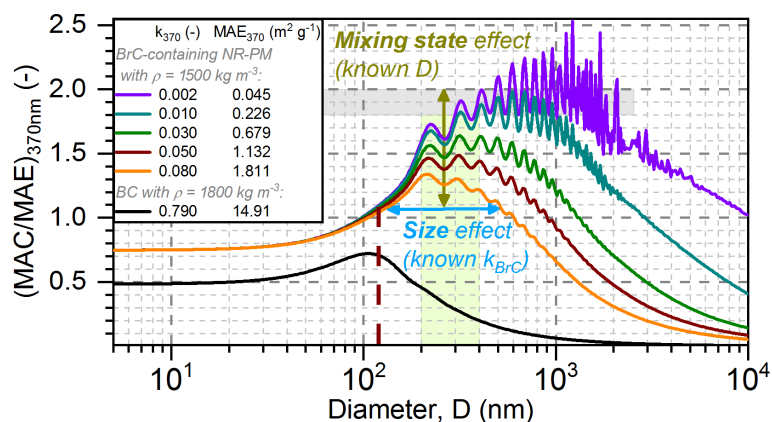 2.5
2.0
1.5
1.0
0.5
(MAC/MAE)370nm (-)
k370 (-) MAE370 (m² g⁻¹)
BrC-containing NR-PM
with ρ = 1500 kg m⁻³:
0.002 0.045
0.010 0.226
0.030 0.679
0.050 1.132
0.080 1.811
BC with ρ = 1800 kg m⁻³:
0.790 14.91
Mixing state effect
(known D)
Size effect
(known kBrC)
10¹ 10² 10³ 10⁴
Diameter, D (nm)